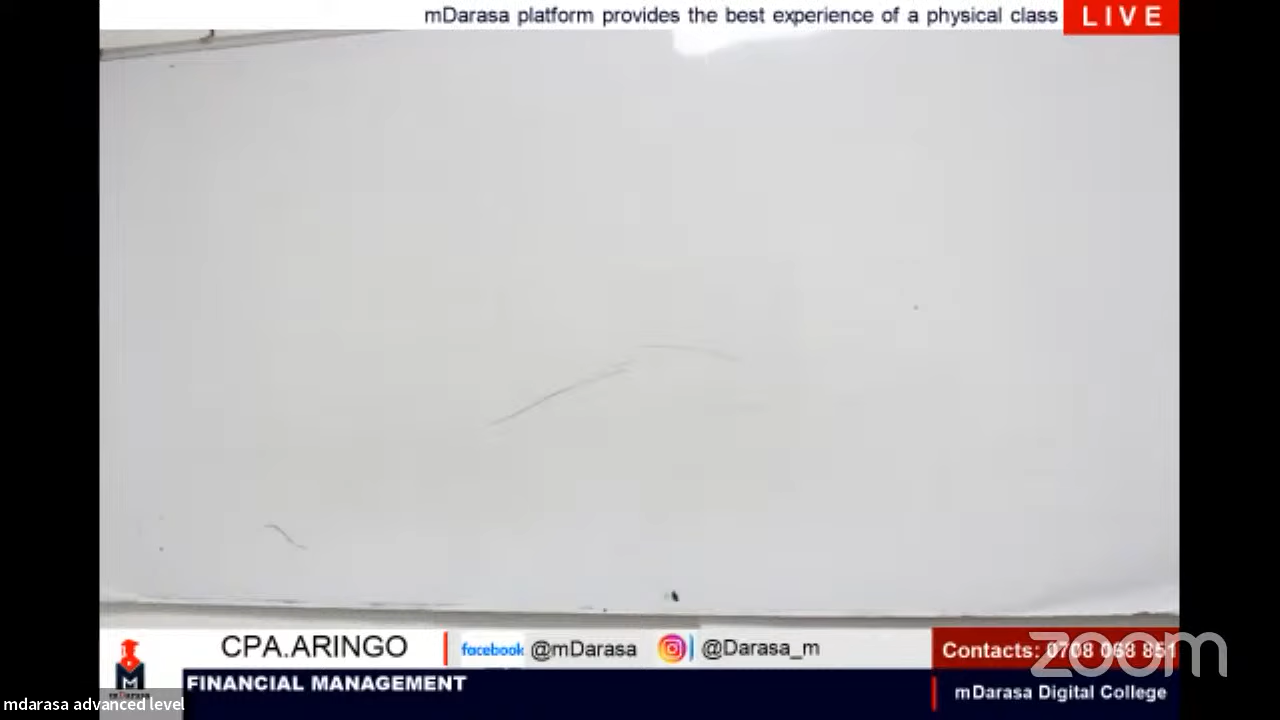 mDarasa platform provides the best experience of a physical class
LIVE
CPA.ARINGO
facebook @mDarasa
@Darasa_m
Contacts: 0708 068 851
zoom
FINANCIAL MANAGEMENT
mDarasa Digital College
mDarasa
mdarasa advanced level